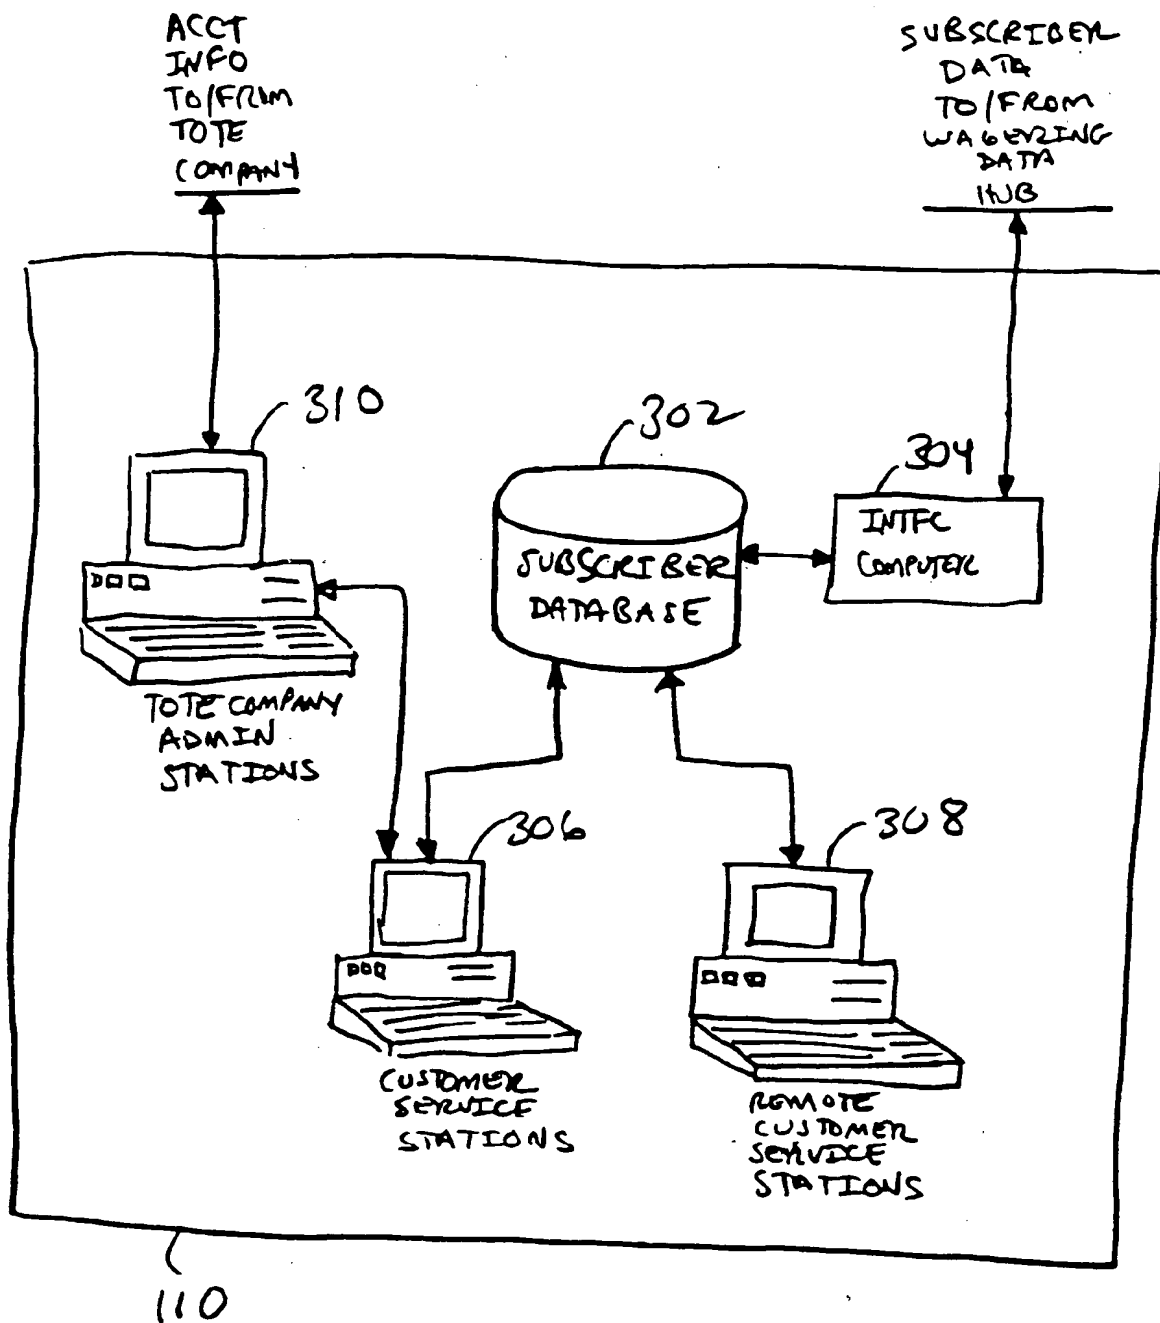 ACCT
INFO
TO/FROM
TOTE
COMPANY
SUBSCRIBER
DATA
TO/FROM
WAGERING
DATA
HUB
310
302
304
INTFC
COMPUTER
SUBSCRIBER
DATABASE
TOTE COMPANY
ADMIN
STATIONS
306
308
CUSTOMER
SERVICE
STATIONS
REMOTE
CUSTOMER
SERVICE
STATIONS
110